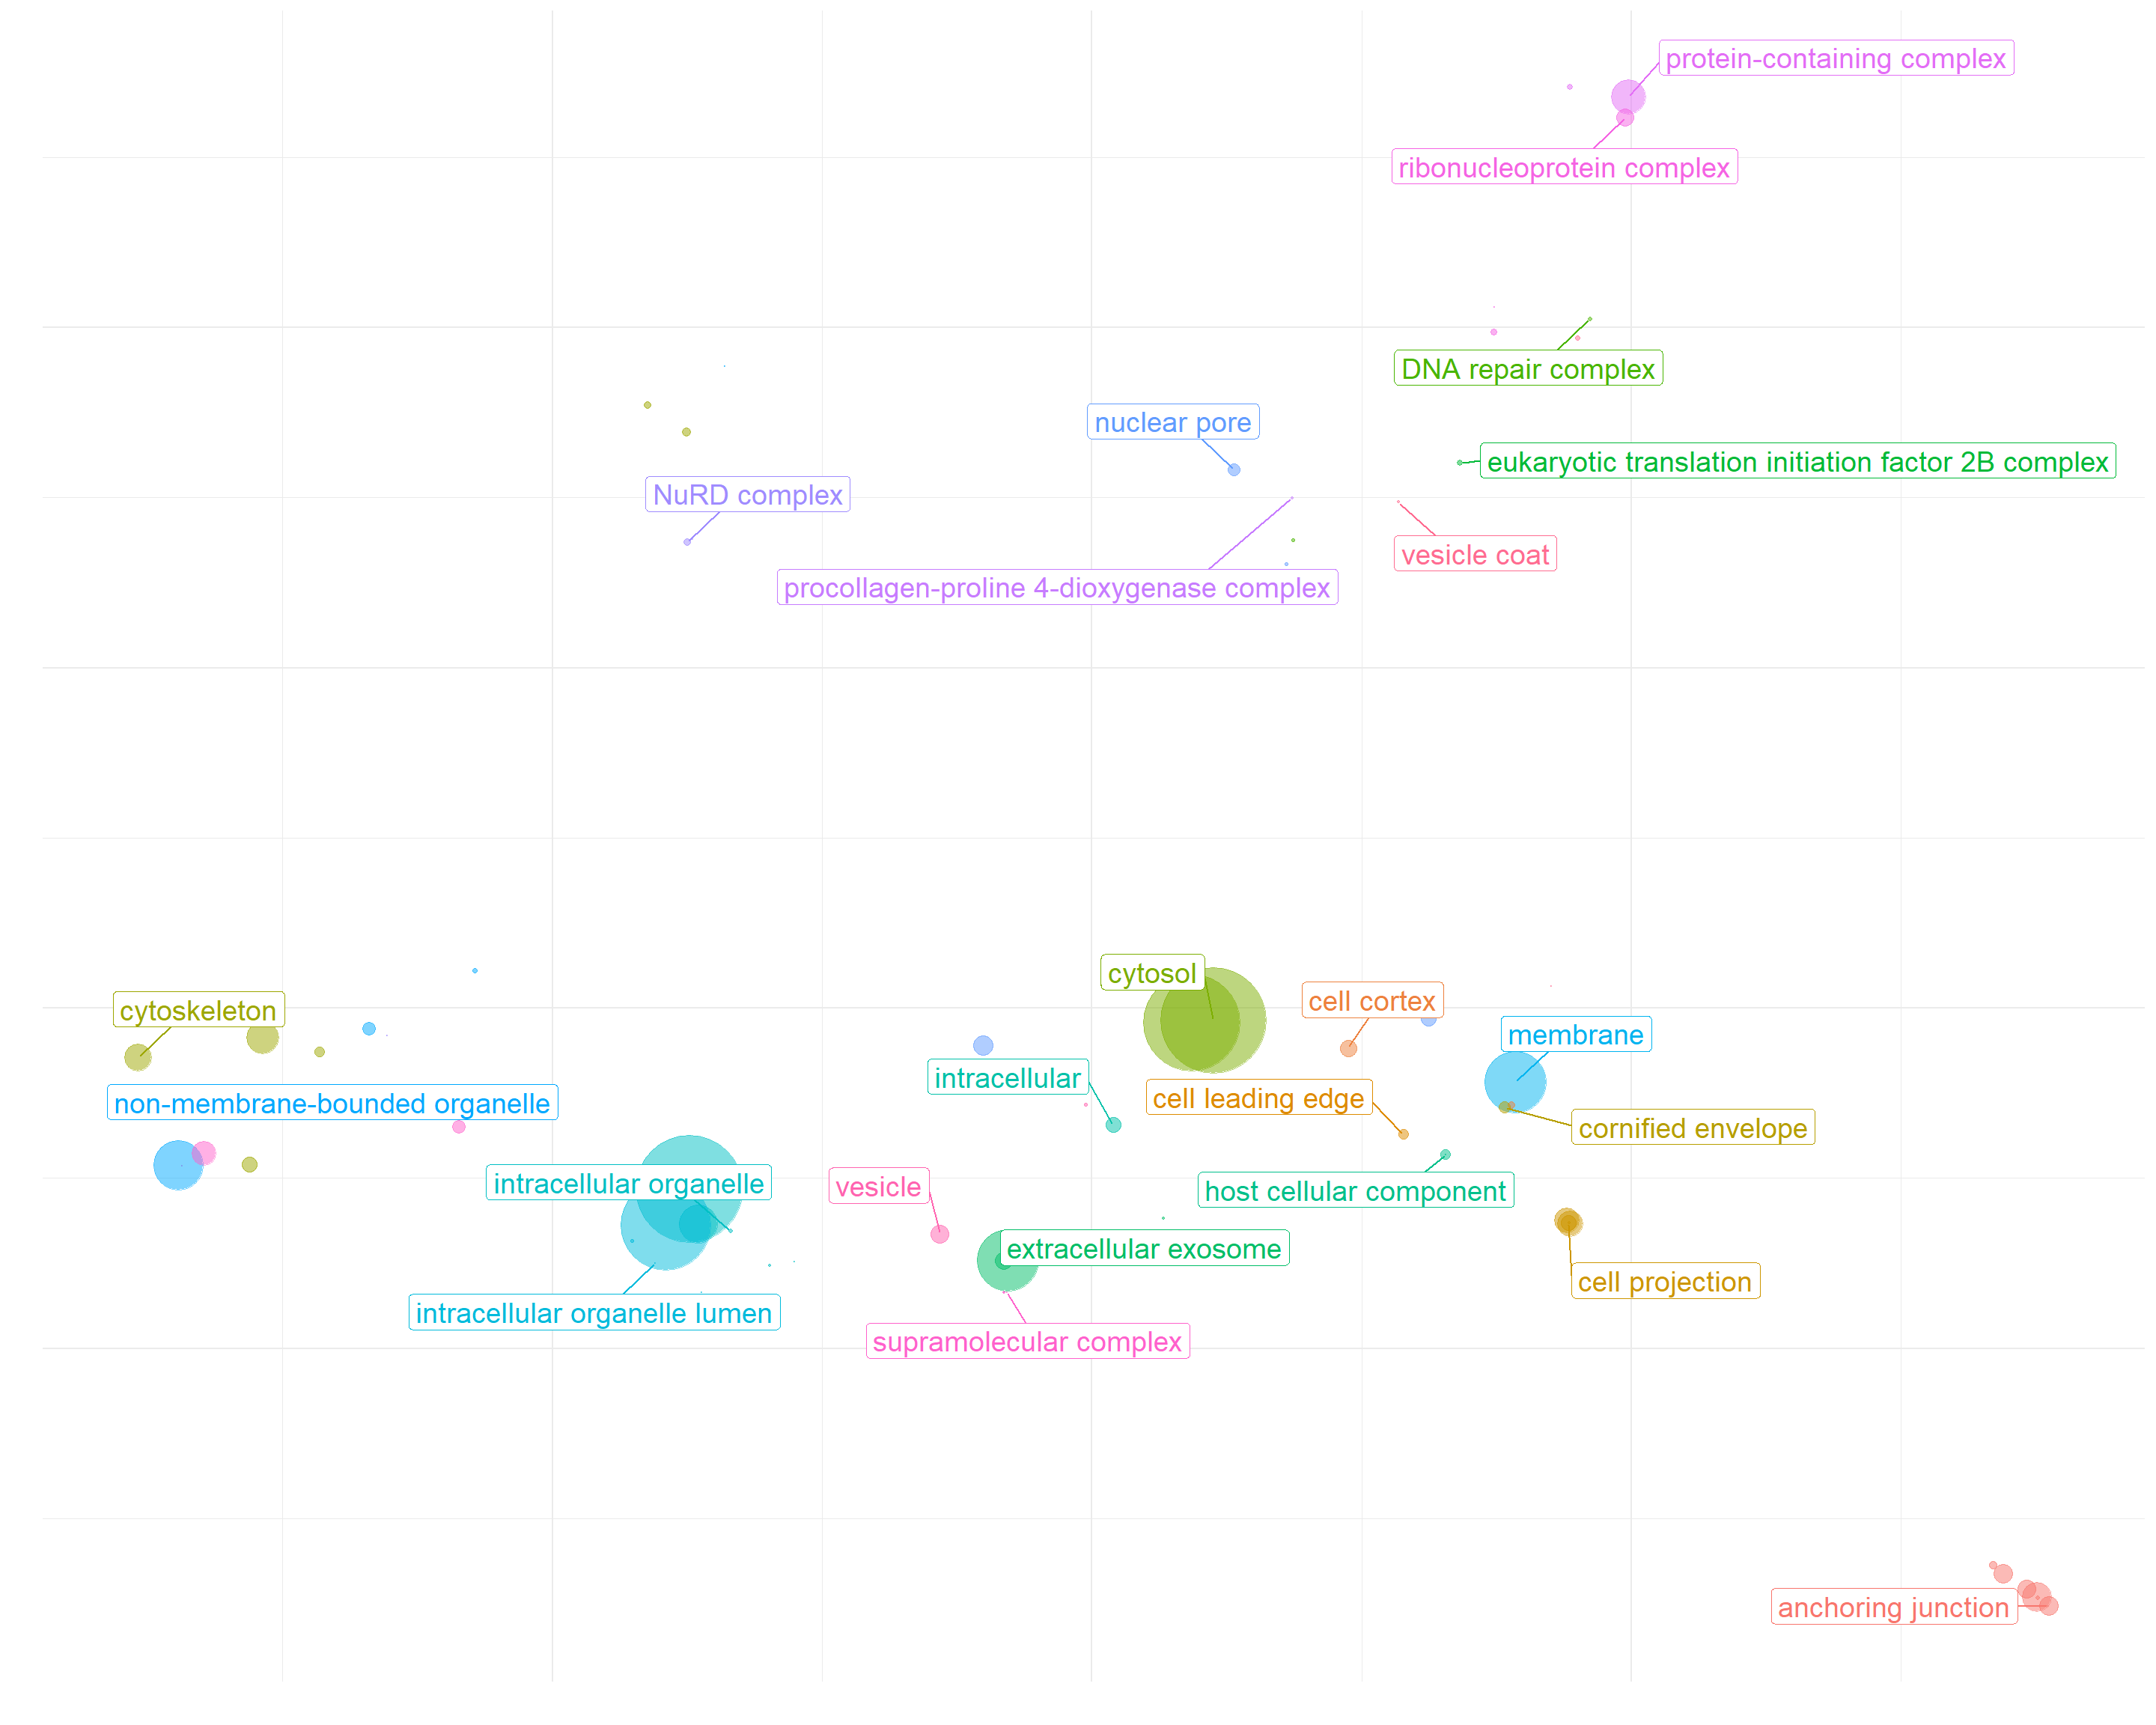 protein-containing complex
ribonucleoprotein complex
DNA repair complex
nuclear pore
eukaryotic translation initiation factor 2B complex
NuRD complex
vesicle coat
procollagen-proline 4-dioxygenase complex
cytosol
cell cortex
cytoskeleton
membrane
intracellular
cell leading edge
non-membrane-bounded organelle
cornified envelope
intracellular organelle
vesicle
host cellular component
extracellular exosome
cell projection
intracellular organelle lumen
supramolecular complex
anchoring junction